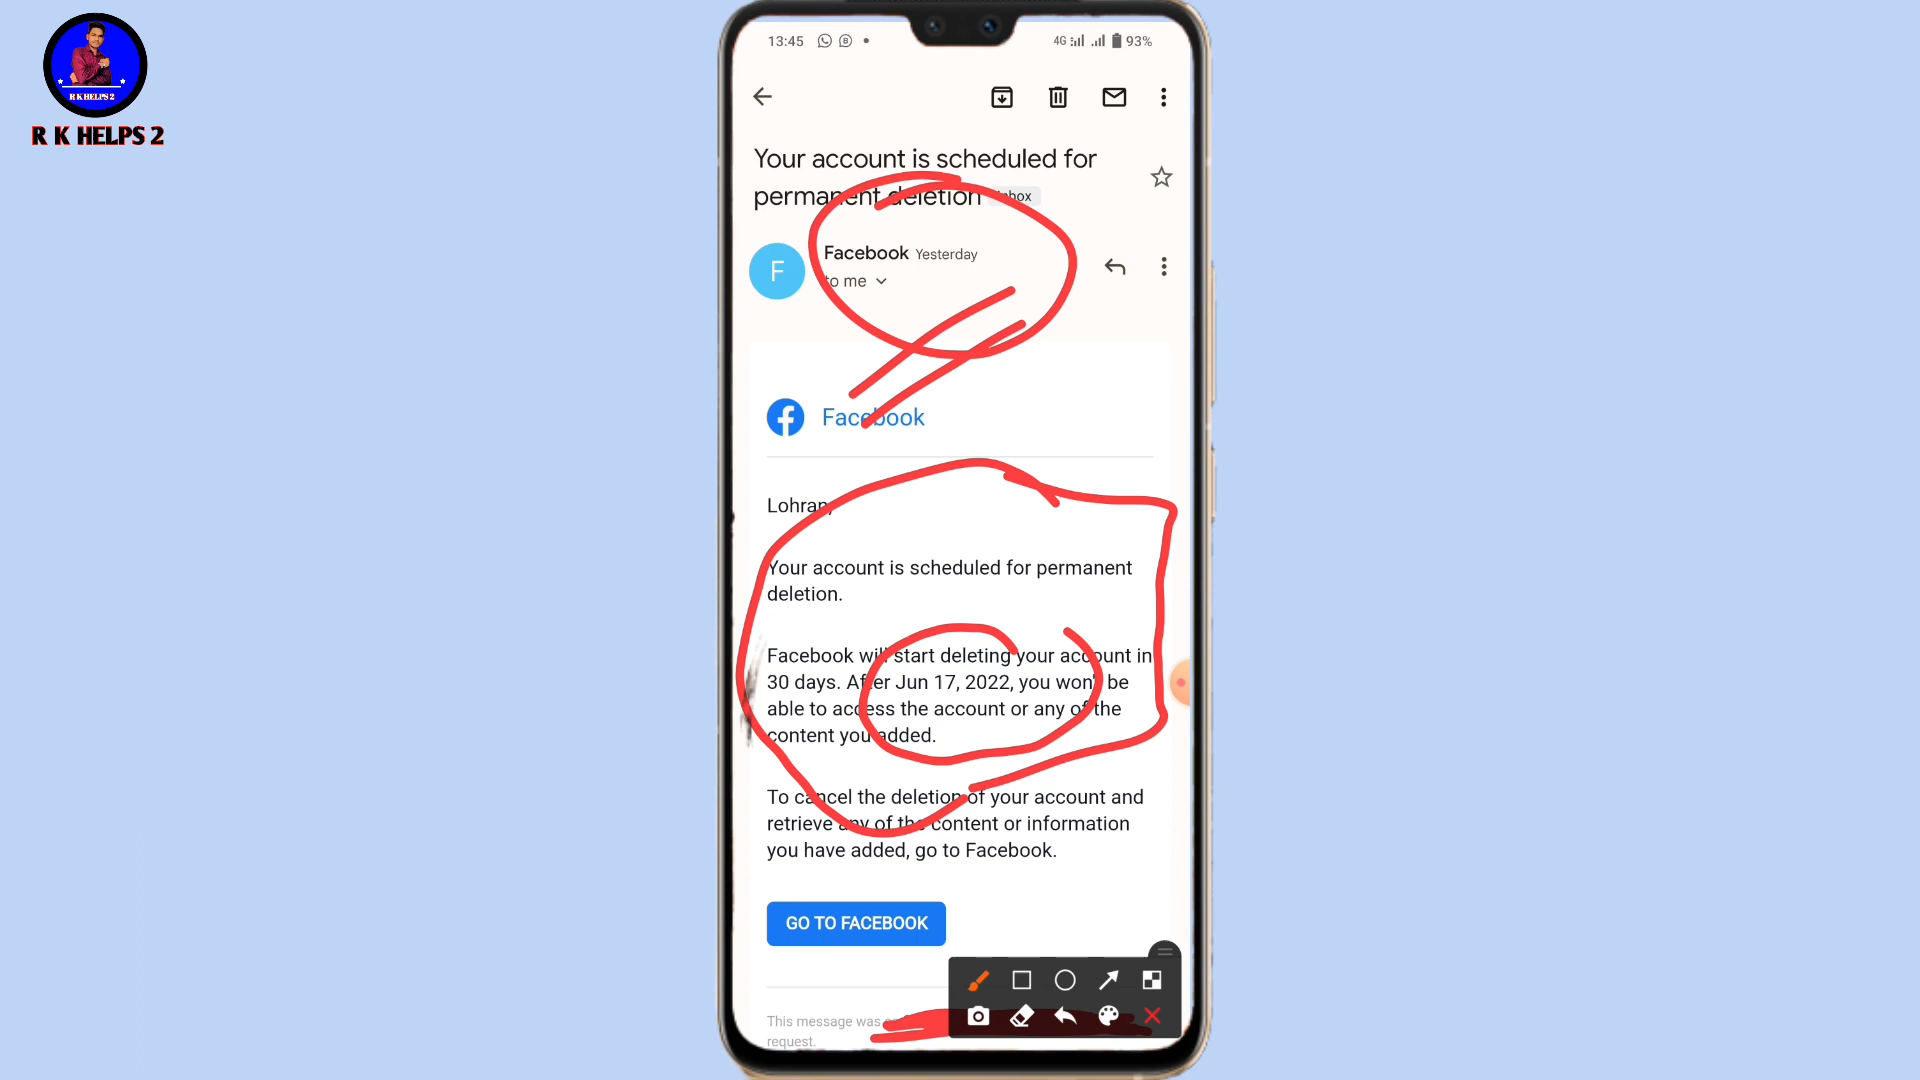 R K HELPS 2
R K HELPS 2
13:45
4G
93%
Your account is scheduled for
permanent deletion Inbox
F
Facebook Yesterday
to me
Facebook
Lohran,
Your account is scheduled for permanent
deletion.
Facebook will start deleting your account in
30 days. After Jun 17, 2022, you won't be
able to access the account or any of the
content you added.
To cancel the deletion of your account and
retrieve any of the content or information
you have added, go to Facebook.
GO TO FACEBOOK
This message was
request.